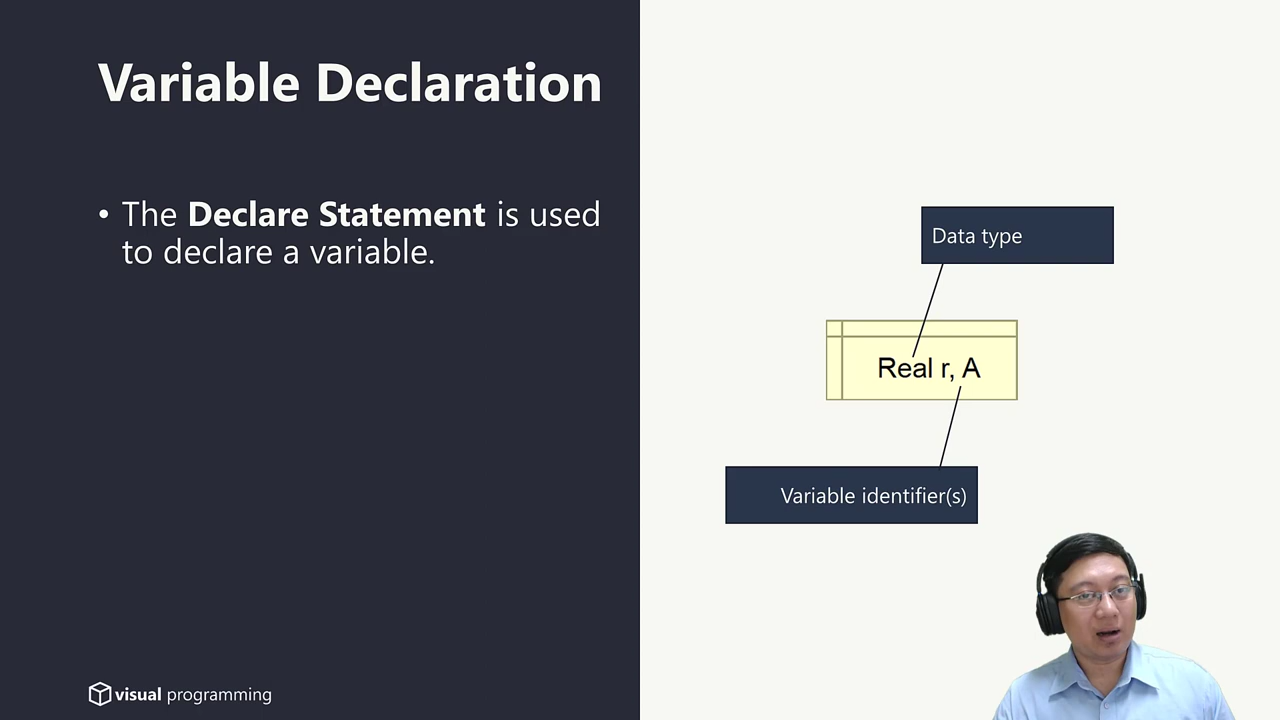 Variable Declaration
• The Declare Statement is used
to declare a variable.
Data type
Real r, A
Variable identifier(s)
visual programming